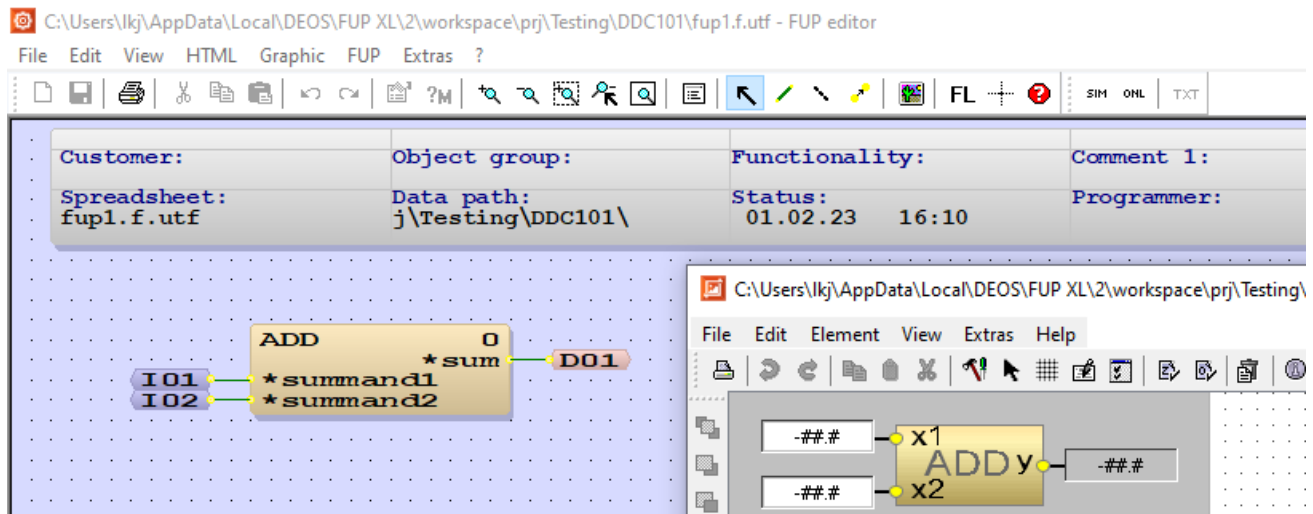 C:\Users\lkj\AppData\Local\DEOS\FUP XL\2\workspace\prj\Testing\DDC101\fup1.f.utf - FUP editor
File Edit View HTML Graphic FUP Extras ?
?M FL SIM ONL TXT
Customer: Object group: Functionality: Comment 1:
Spreadsheet: Data path: Status: Programmer:
fup1.f.utf j\Testing\DDC101\ 01.02.23 16:10
ADD 0
*sum D01
I01 *summand1
I02 *summand2
C:\Users\lkj\AppData\Local\DEOS\FUP XL\2\workspace\prj\Testing\
File Edit Element View Extras Help
-##.# x1
ADD y -##.#
-##.# x2